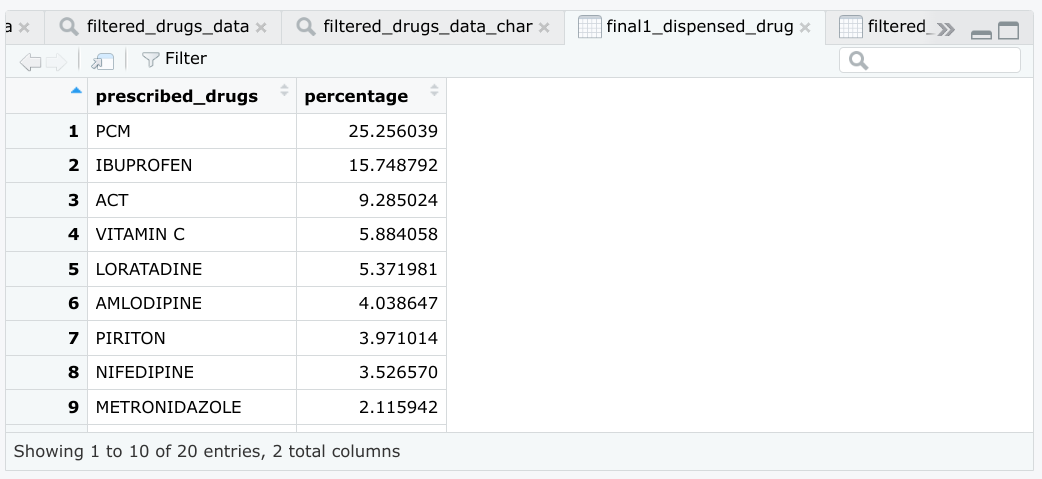 a filtered_drugs_data filtered_drugs_data_char final1_dispensed_drug filtered_
Filter
prescribed_drugs percentage
1 PCM 25.256039
2 IBUPROFEN 15.748792
3 ACT 9.285024
4 VITAMIN C 5.884058
5 LORATADINE 5.371981
6 AMLODIPINE 4.038647
7 PIRITON 3.971014
8 NIFEDIPINE 3.526570
9 METRONIDAZOLE 2.115942
Showing 1 to 10 of 20 entries, 2 total columns